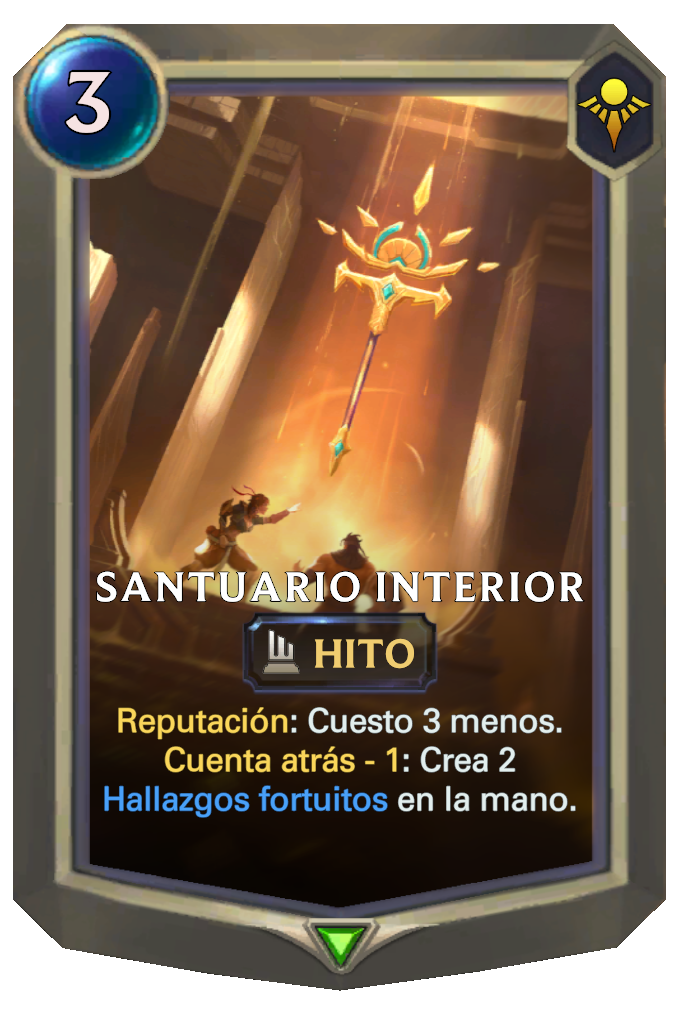 3
SANTUARIO INTERIOR
HITO
Reputación: Cuesto 3 menos.
Cuenta atrás - 1: Crea 2
Hallazgos fortuitos en la mano.